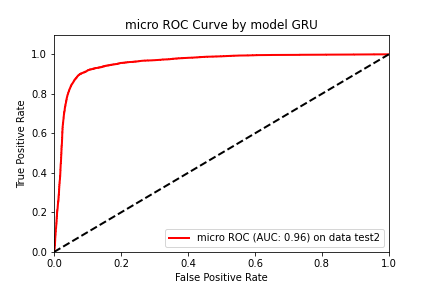 micro ROC Curve by model GRU
True Positive Rate
1.0
0.8
0.6
0.4
0.2
0.0
micro ROC (AUC: 0.96) on data test2
0.0 0.2 0.4 0.6 0.8 1.0
False Positive Rate